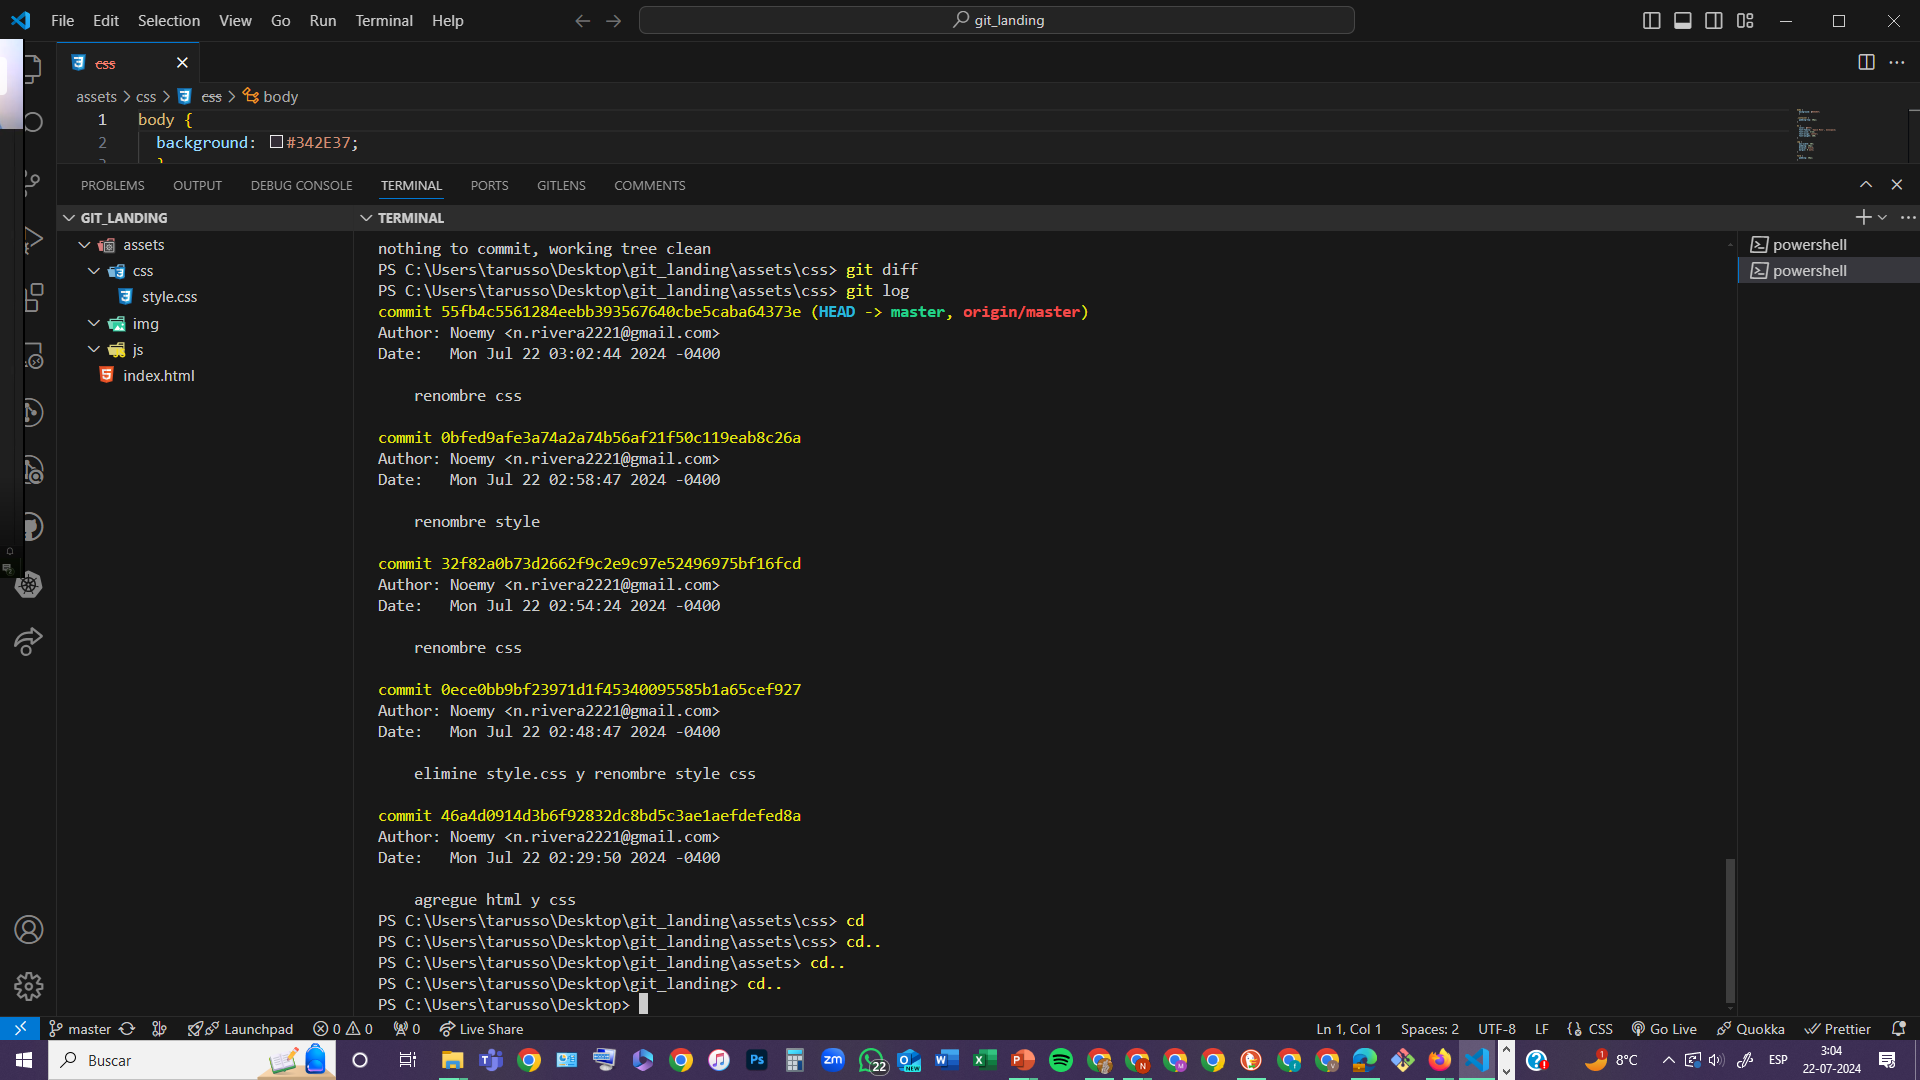 File Edit Selection View Go Run Terminal Help
git_landing
css
assets > css > css > body
1 body {
2 background: #342E37;
3 }
PROBLEMS OUTPUT DEBUG CONSOLE TERMINAL PORTS GITLENS COMMENTS
GIT_LANDING
assets
css
style.css
img
js
index.html
TERMINAL
nothing to commit, working tree clean
PS C:\Users\tarusso\Desktop\git_landing\assets\css> git diff
PS C:\Users\tarusso\Desktop\git_landing\assets\css> git log
commit 55fb4c5561284eebb393567640cbe5caba64373e (HEAD -> master, origin/master)
Author: Noemy <n.rivera2221@gmail.com>
Date:   Mon Jul 22 03:02:44 2024 -0400
renombre css
commit 0bfed9afe3a74a2a74b56af21f50c119eab8c26a
Author: Noemy <n.rivera2221@gmail.com>
Date:   Mon Jul 22 02:58:47 2024 -0400
renombre style
commit 32f82a0b73d2662f9c2e9c97e52496975bf16fcd
Author: Noemy <n.rivera2221@gmail.com>
Date:   Mon Jul 22 02:54:24 2024 -0400
renombre css
commit 0ece0bb9bf23971d1f45340095585b1a65cef927
Author: Noemy <n.rivera2221@gmail.com>
Date:   Mon Jul 22 02:48:47 2024 -0400
elimine style.css y renombre style css
commit 46a4d0914d3b6f92832dc8bd5c3ae1aefdefed8a
Author: Noemy <n.rivera2221@gmail.com>
Date:   Mon Jul 22 02:29:50 2024 -0400
agregue html y css
PS C:\Users\tarusso\Desktop\git_landing\assets\css> cd
PS C:\Users\tarusso\Desktop\git_landing\assets\css> cd..
PS C:\Users\tarusso\Desktop\git_landing\assets> cd..
PS C:\Users\tarusso\Desktop\git_landing> cd..
PS C:\Users\tarusso\Desktop>
powershell
powershell
master Launchpad 0 0 0 Live Share Ln 1, Col 1 Spaces: 2 UTF-8 LF {} CSS Go Live Quokka Prettier
Buscar 22 8°C ESP 3:04
22-07-2024